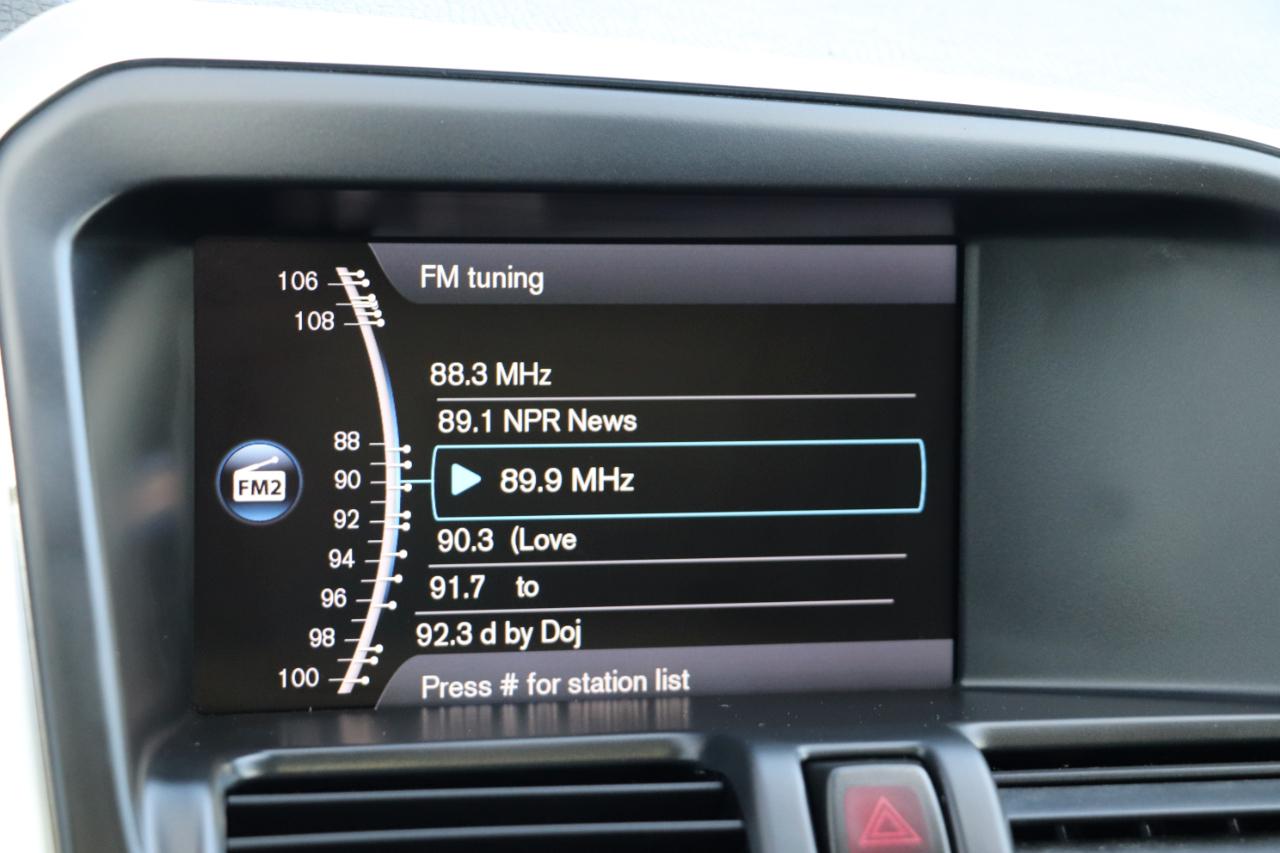 FM tuning
106
108
88.3 MHz
89.1 NPR News
88
90
FM2
89.9 MHz
92
90.3 (Love
94
91.7 to
96
92.3 d by Doj
98
100
Press # for station list